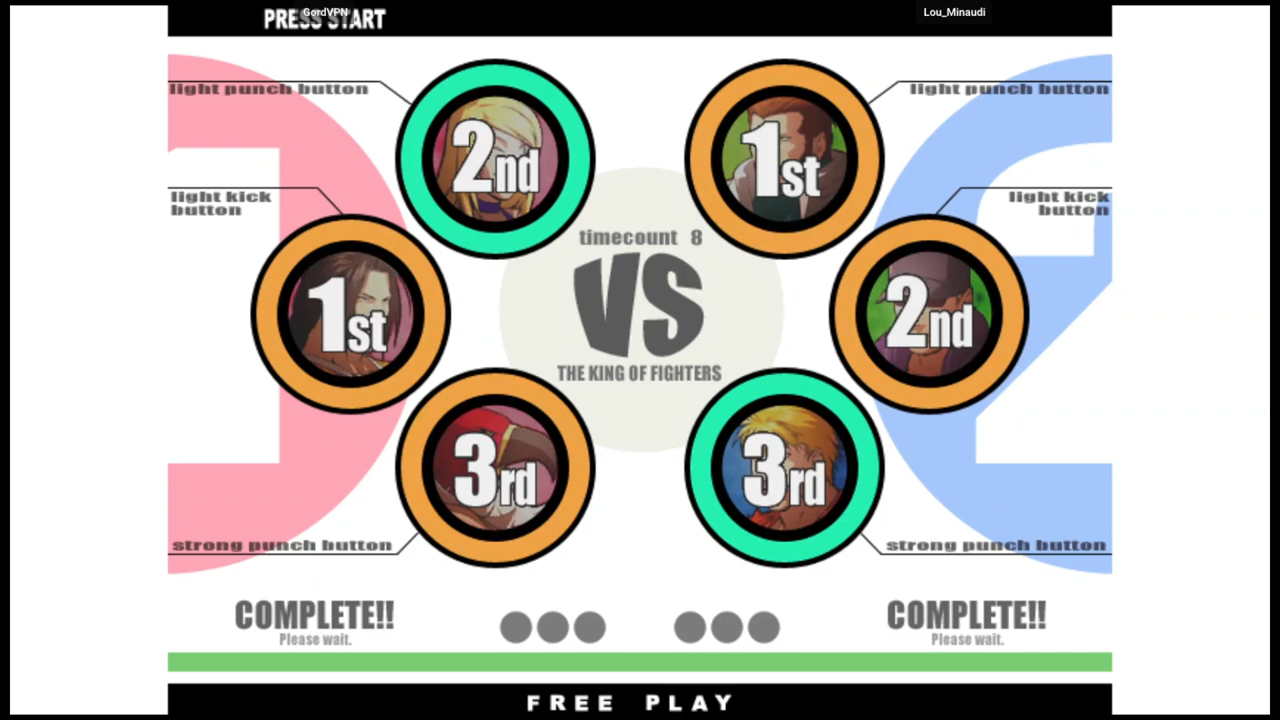 PRESS START
GordVPN
Lou_Minaudi
light punch button
light punch button
2nd
1st
light kick
button
light kick
button
timecount 8
VS
THE KING OF FIGHTERS
1st
2nd
3rd
3rd
strong punch button
strong punch button
COMPLETE!!
Please wait.
COMPLETE!!
Please wait.
FREE PLAY
1
2